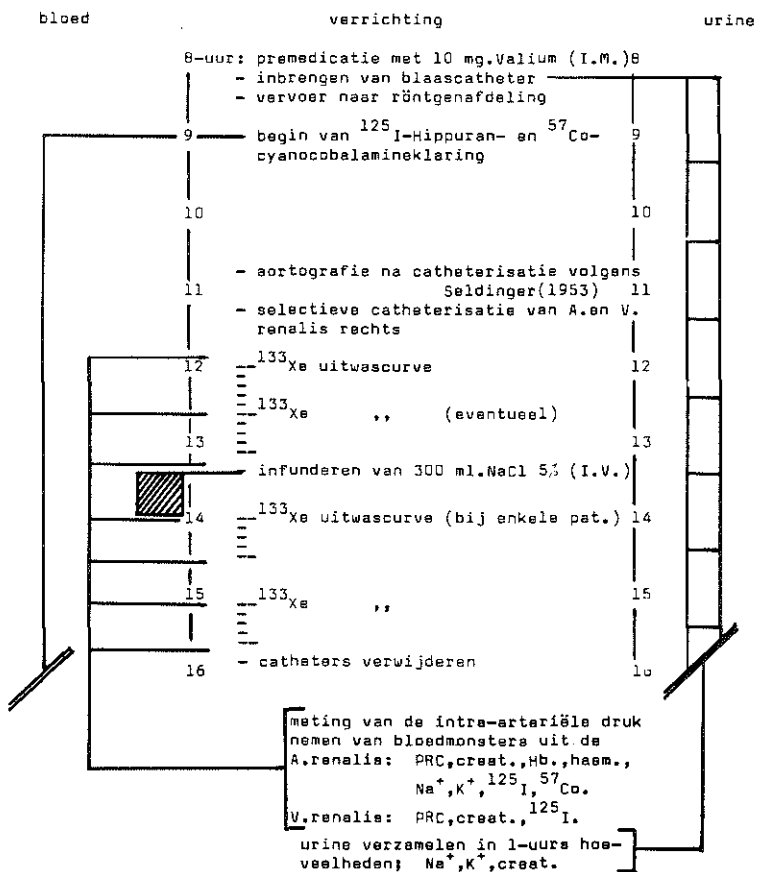 bloed verrichting urine
8-uur: premedicatie met 10 mg.Valium (I.M.) 8
- inbrengen van blaascatheter
- vervoer naar röntgenafdeling
9 begin van 125I-Hippuran- en 57Co- 9
cyanocobalamineklaring
10 10
- aortografie na catheterisatie volgens
11 Seldinger(1953) 11
- selectieve catheterisatie van A.en V.
renalis rechts
12 133Xe uitwascurve 12
133Xe ,, (eventueel)
13 13
infunderen van 300 ml.NaCl 5% (I.V.)
14 133Xe uitwascurve (bij enkele pat.) 14
15 133Xe ,, 15
16 - catheters verwijderen 16
meting van de intra-arteriële druk
nemen van bloedmonsters uit de
A.renalis: PRC,creat.,Hb.,haem.,
Na+,K+,125I,57Co.
V.renalis: PRC,creat.,125I.
urine verzamelen in 1-uurs hoe-
veelheden; Na+,K+,creat.